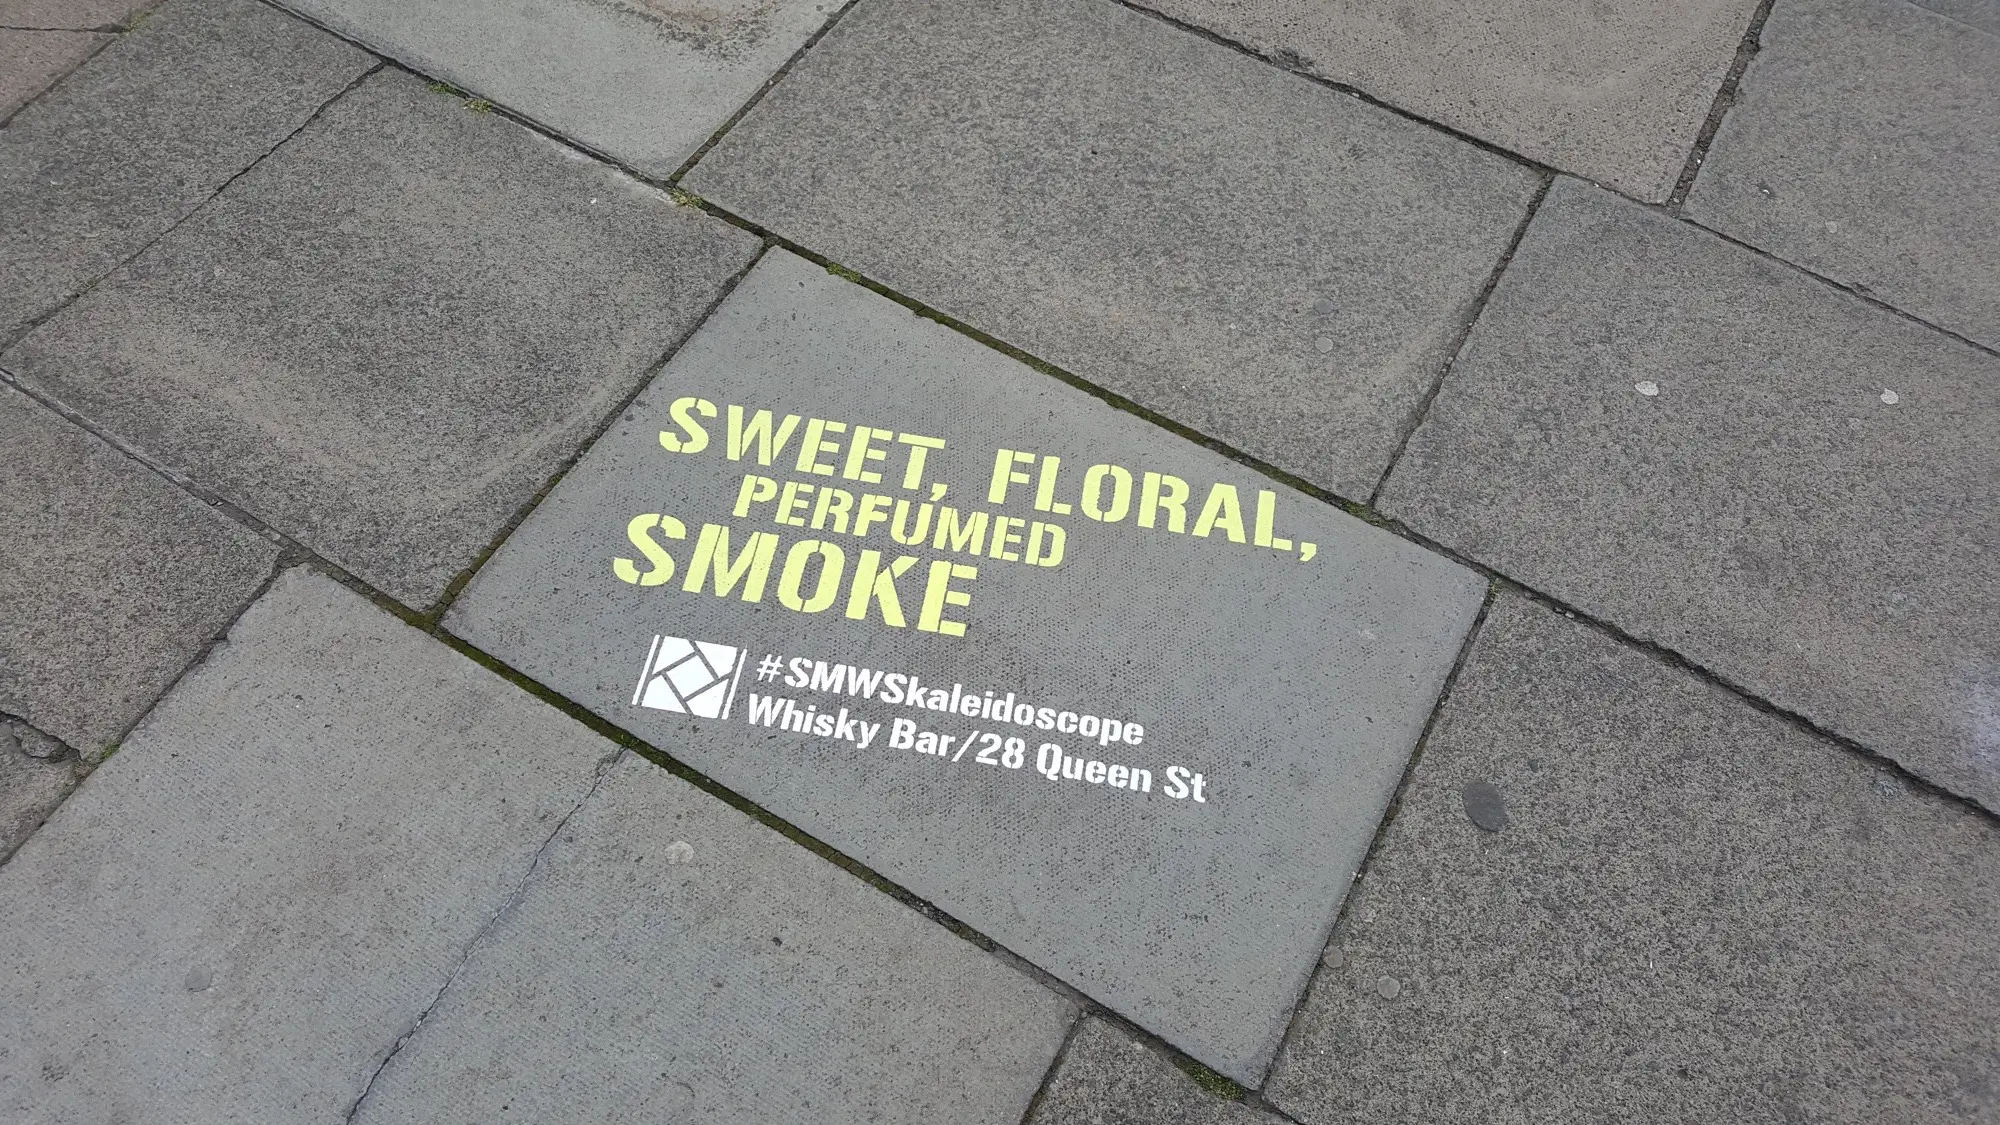 SWEET, FLORAL,
PERFUMED
SMOKE
#SMWSkaleidoscope
Whisky Bar/28 Queen St